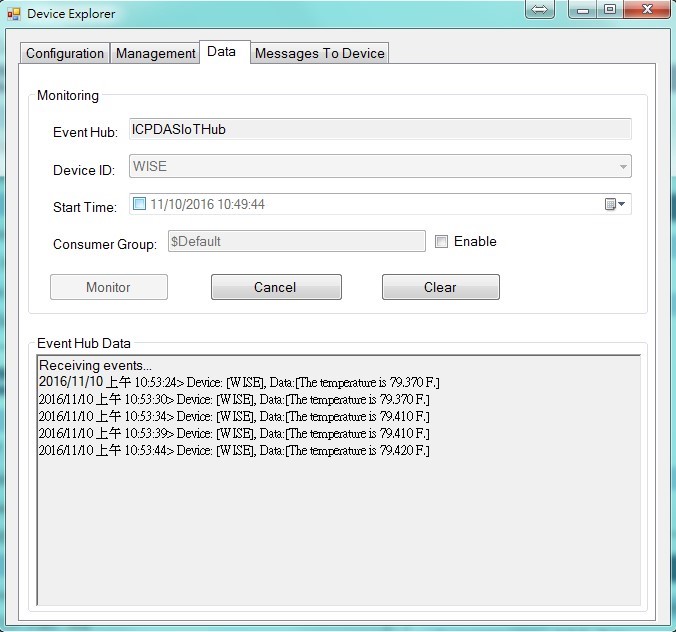 Device Explorer
Configuration Management Data Messages To Device
Monitoring
Event Hub: ICPDASIoTHub
Device ID: WISE
Start Time: 11/10/2016 10:49:44
Consumer Group: $Default Enable
Monitor Cancel Clear
Event Hub Data
Receiving events...
2016/11/10 上午 10:53:24> Device: [WISE], Data:[The temperature is 79.370 F.]
2016/11/10 上午 10:53:30> Device: [WISE], Data:[The temperature is 79.370 F.]
2016/11/10 上午 10:53:34> Device: [WISE], Data:[The temperature is 79.410 F.]
2016/11/10 上午 10:53:39> Device: [WISE], Data:[The temperature is 79.410 F.]
2016/11/10 上午 10:53:44> Device: [WISE], Data:[The temperature is 79.420 F.]